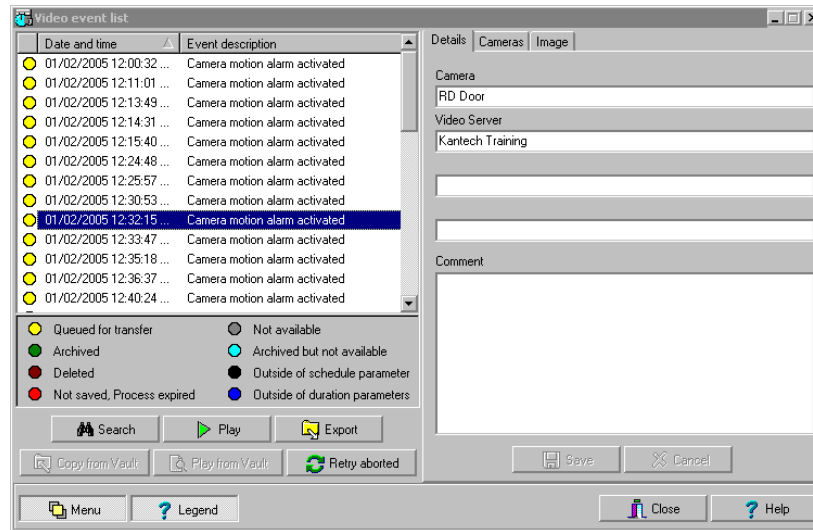 Video event list
Date and time Event description
01/02/2005 12:00:32 ... Camera motion alarm activated
01/02/2005 12:11:01 ... Camera motion alarm activated
01/02/2005 12:13:49 ... Camera motion alarm activated
01/02/2005 12:14:31 ... Camera motion alarm activated
01/02/2005 12:15:40 ... Camera motion alarm activated
01/02/2005 12:24:48 ... Camera motion alarm activated
01/02/2005 12:25:57 ... Camera motion alarm activated
01/02/2005 12:30:53 ... Camera motion alarm activated
01/02/2005 12:32:15 ... Camera motion alarm activated
01/02/2005 12:33:47 ... Camera motion alarm activated
01/02/2005 12:35:18 ... Camera motion alarm activated
01/02/2005 12:36:37 ... Camera motion alarm activated
01/02/2005 12:40:24 ... Camera motion alarm activated
Queued for transfer Not available
Archived Archived but not available
Deleted Outside of schedule parameter
Not saved, Process expired Outside of duration parameters
Search Play Export
Copy from Vault Play from Vault Retry aborted
Details Cameras Image
Camera
RD Door
Video Server
Kantech Training
Comment
Save Cancel
Menu Legend Close Help